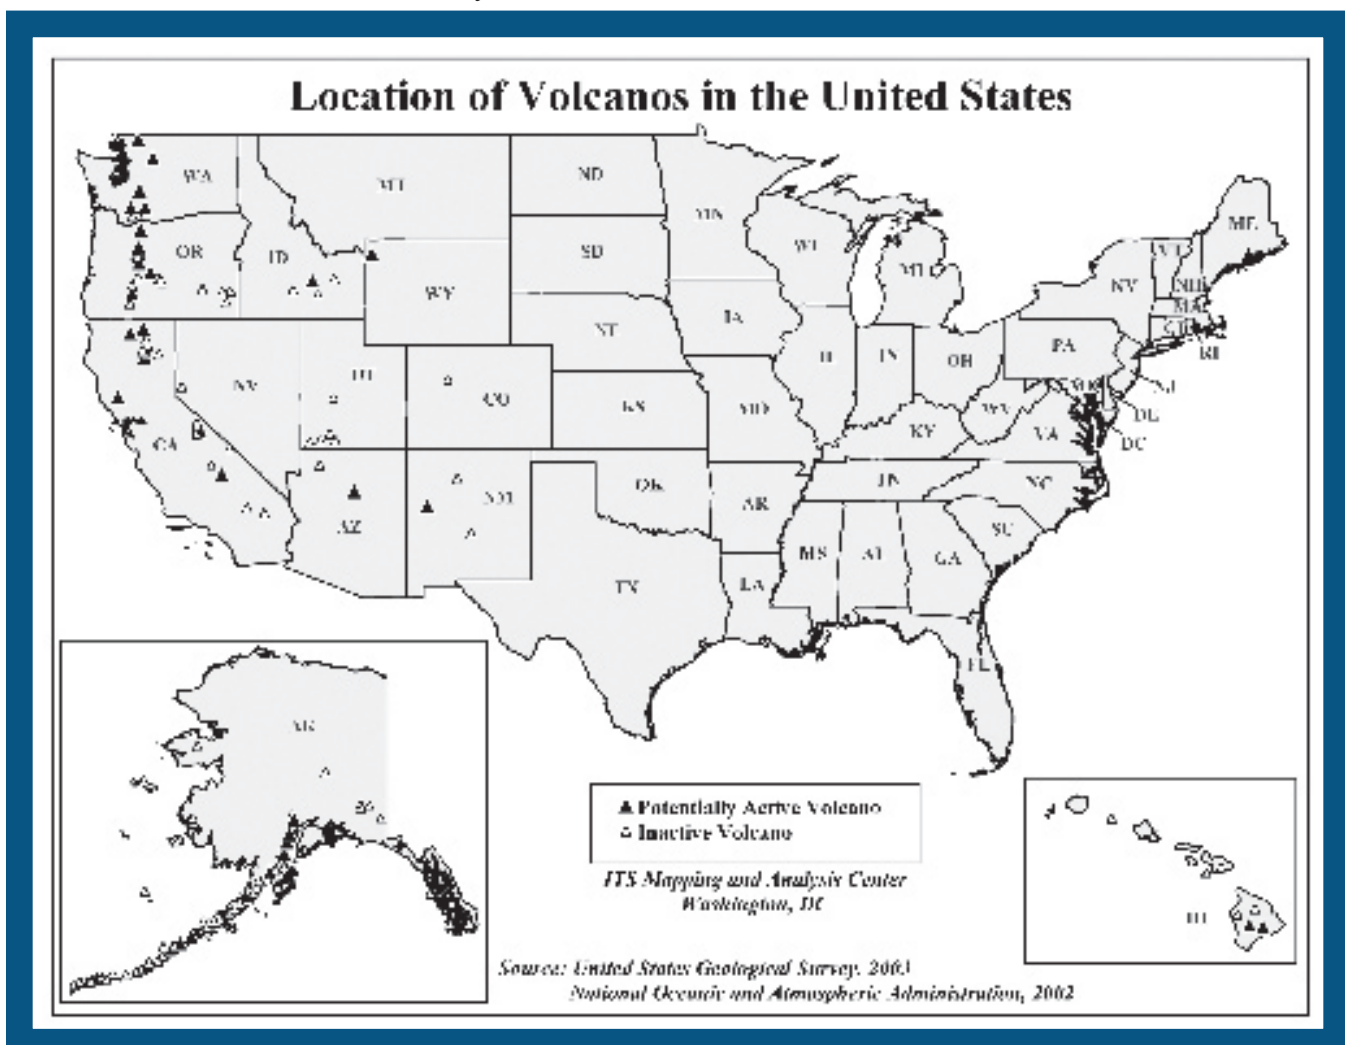 Location of Volcanos in the United States
WA
MT
ND
OR
ID
SD
WY
WI
MI
ME
VT
NH
MA
NY
CT
RI
IA
NV
UT
CO
KS
MO
IN
OH
PA
NJ
WV
DE
DC
VA
KY
CA
AZ
NM
OK
AR
TN
NC
SC
MS
GA
TX
LA
FL
AK
HI
Potentially Active Volcano
Inactive Volcano
ITS Mapping and Analysis Center
Washington, DC
Source: United States Geological Survey, 2003
National Oceanic and Atmospheric Administration, 2002